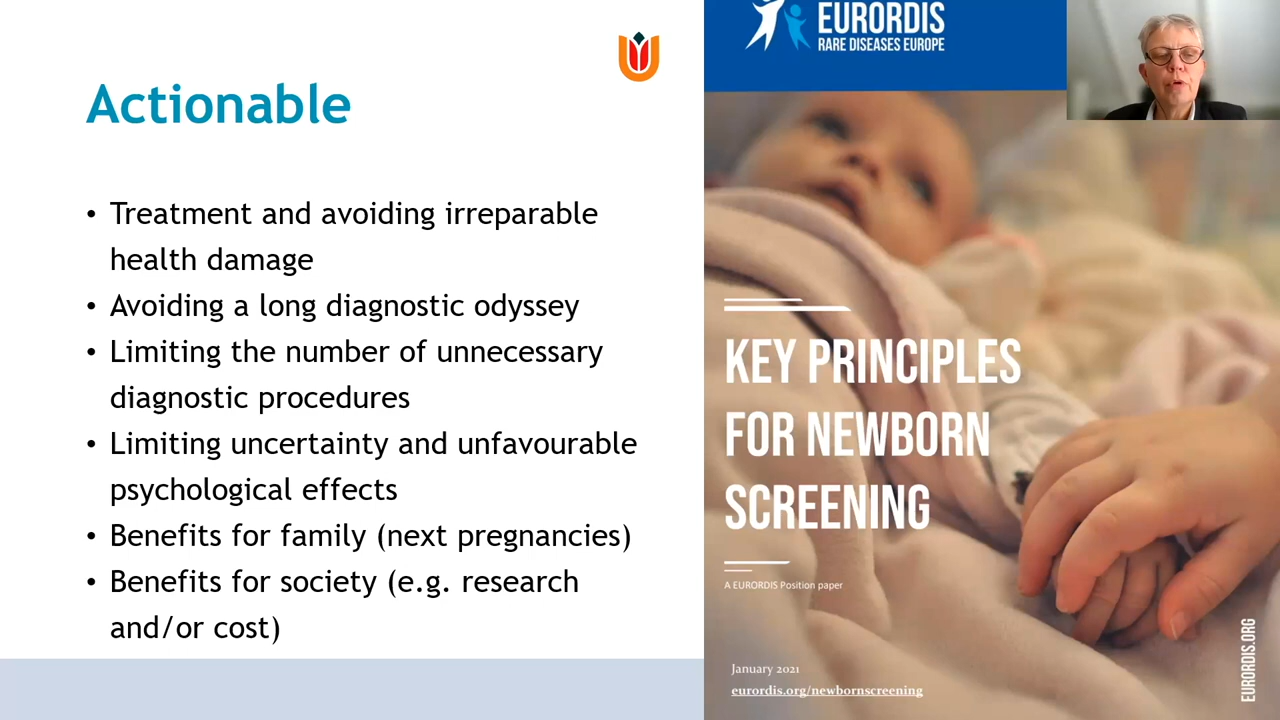 Actionable
• Treatment and avoiding irreparable
health damage
• Avoiding a long diagnostic odyssey
• Limiting the number of unnecessary
diagnostic procedures
• Limiting uncertainty and unfavourable
psychological effects
• Benefits for family (next pregnancies)
• Benefits for society (e.g. research
and/or cost)
EURORDIS
RARE DISEASES EUROPE
KEY PRINCIPLES
FOR NEWBORN
SCREENING
A EURORDIS Position paper
January 2021
eurordis.org/newbornscreening
EURORDIS.ORG